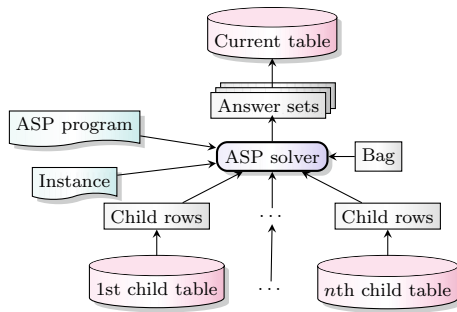 Current table
Answer sets
ASP program
ASP solver
Bag
Instance
Child rows
...
Child rows
1st child table
...
nth child table